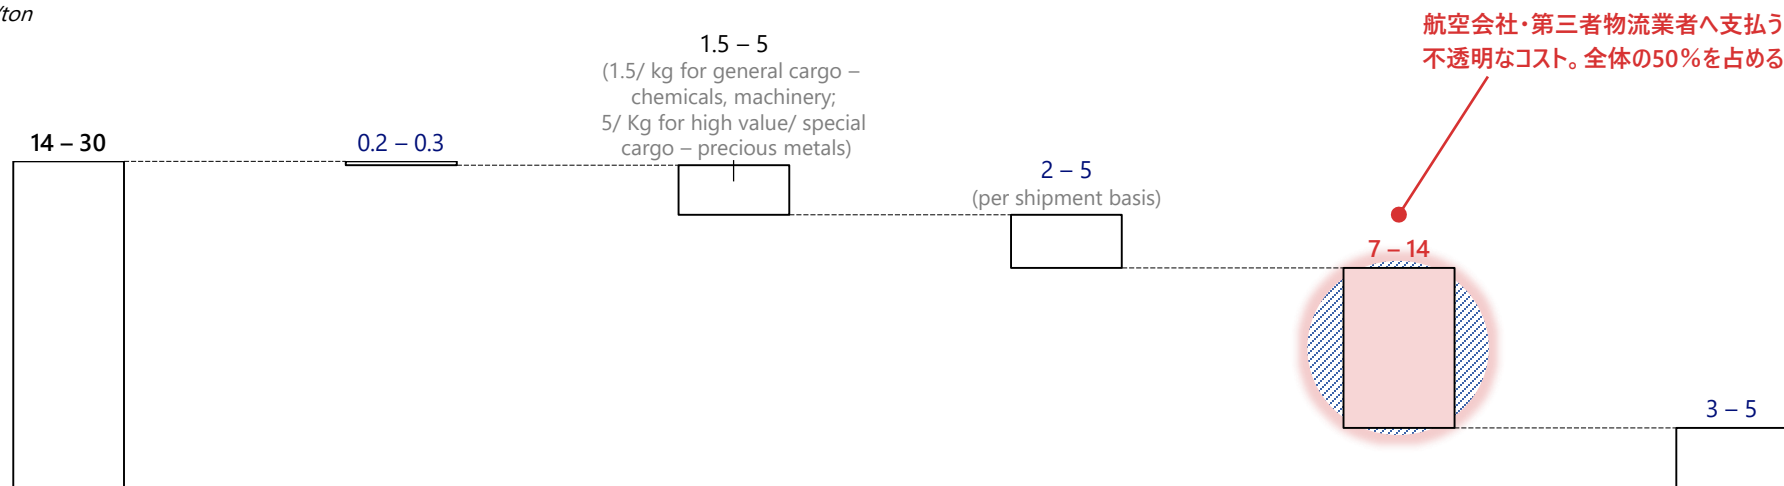 /ton
航空会社・第三者物流業者へ支払う
不透明なコスト。全体の50％を占める
1.5 – 5
(1.5/ kg for general cargo –
chemicals, machinery;
5/ Kg for high value/ special
cargo – precious metals)
14 – 30
0.2 – 0.3
2 – 5
(per shipment basis)
7 – 14
3 – 5